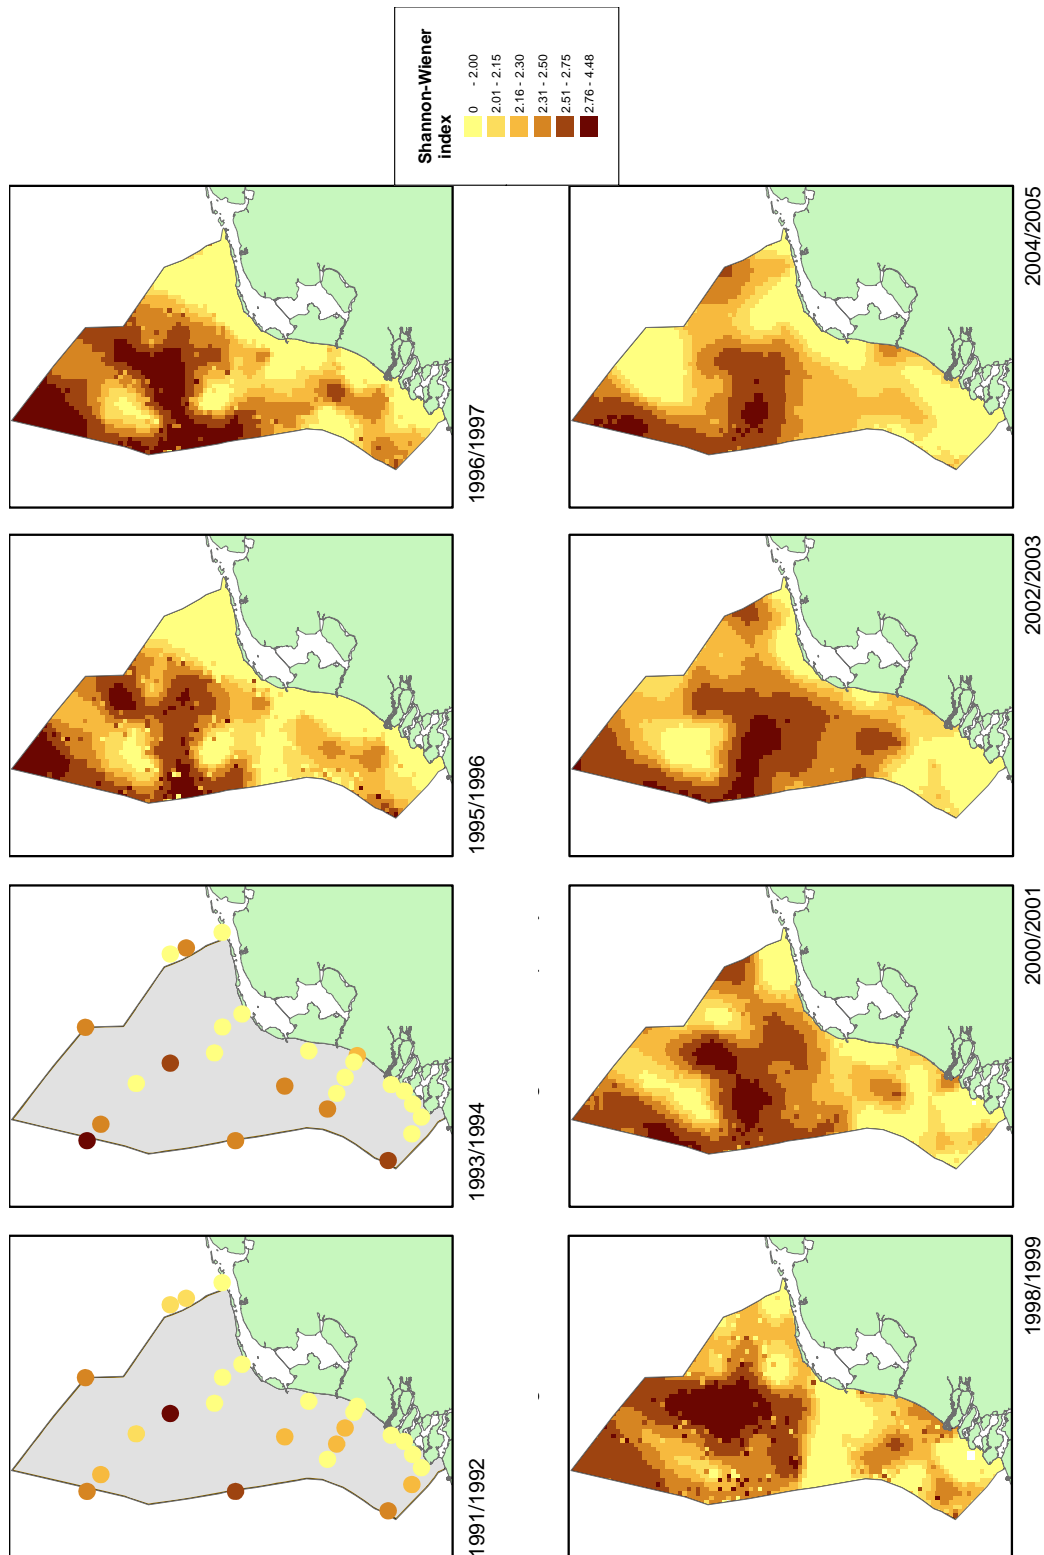 Shannon-Wiener
index
0 - 2.00
2.01 - 2.15
2.16 - 2.30
2.31 - 2.50
2.51 - 2.75
2.76 - 4.48
1991/1992
1993/1994
1995/1996
1996/1997
1998/1999
2000/2001
2002/2003
2004/2005